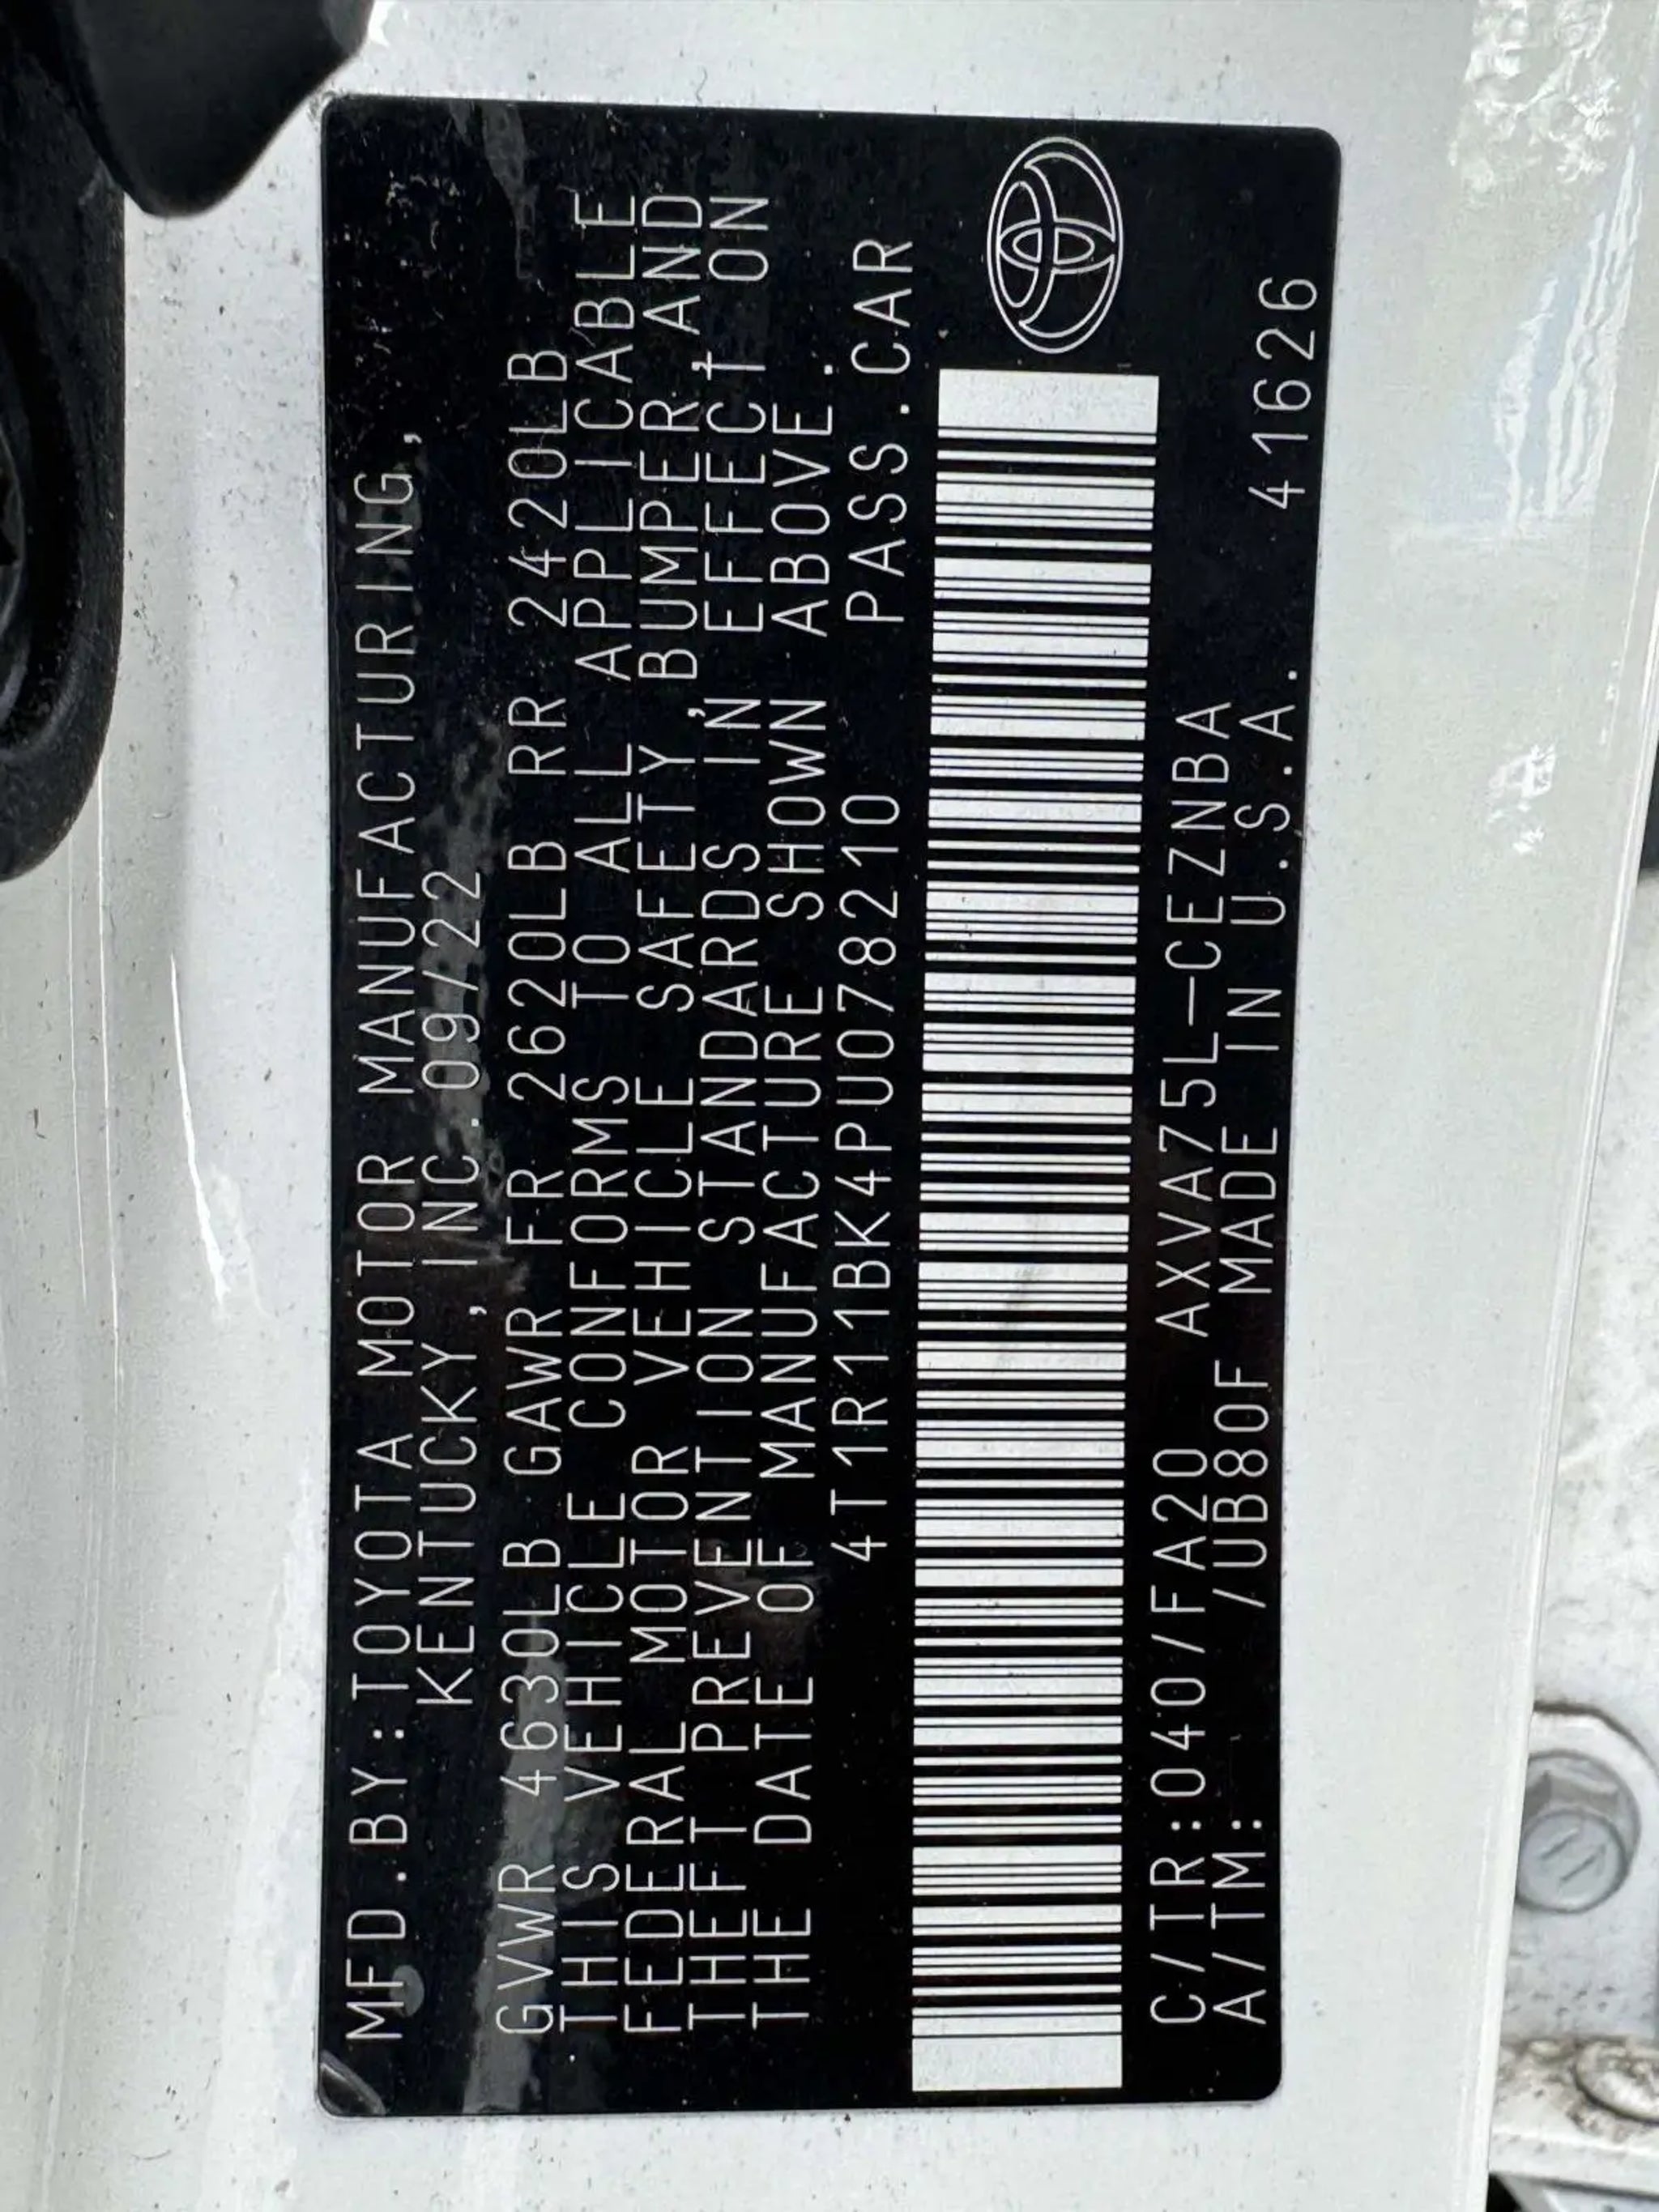 MFD.BY:TOYOTA MOTOR MANUFACTURING,
KENTUCKY, INC.09/22
GVWR 4630LB GAWR FR 2620LB RR 2420LB
THIS VEHICLE CONFORMS TO ALL APPLICABLE
FEDERAL MOTOR VEHICLE SAFETY,BUMPER,AND
THEFT PREVENTION STANDARDS IN EFFECT ON
THE DATE OF MANUFACTURE SHOWN ABOVE.
4T1R11BK4PU078210 PASS.CAR
C/TR:040/FA20 AXVA75L-CEZNBA
A/TM: /UB80F MADE IN U.S.A. 41626